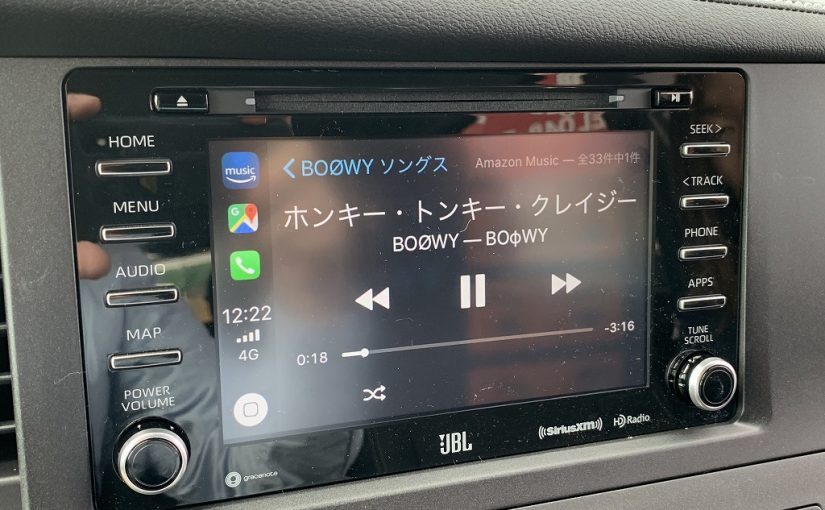 HOME
MENU
AUDIO
MAP
POWER
VOLUME
SEEK >
< TRACK
PHONE
APPS
TUNE
SCROLL
music
BOØWY ソングス
Amazon Music — 全33件中1件
ホンキー・トンキー・クレイジー
BOØWY — BOφWY
12:22
4G
0:18
-3:16
JBL
((SiriusXM))
HD Radio
gracenote